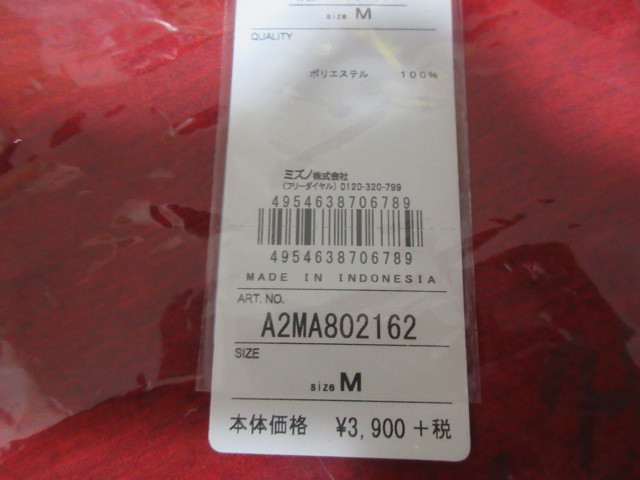 size M
QUALITY
ポリエステル 100%
ミズノ株式会社
(フリーダイヤル) 0120-320-799
4954638706789
4954638706789
MADE IN INDONESIA
ART. NO.
A2MA802162
SIZE
size M
本体価格 ¥3,900 +税